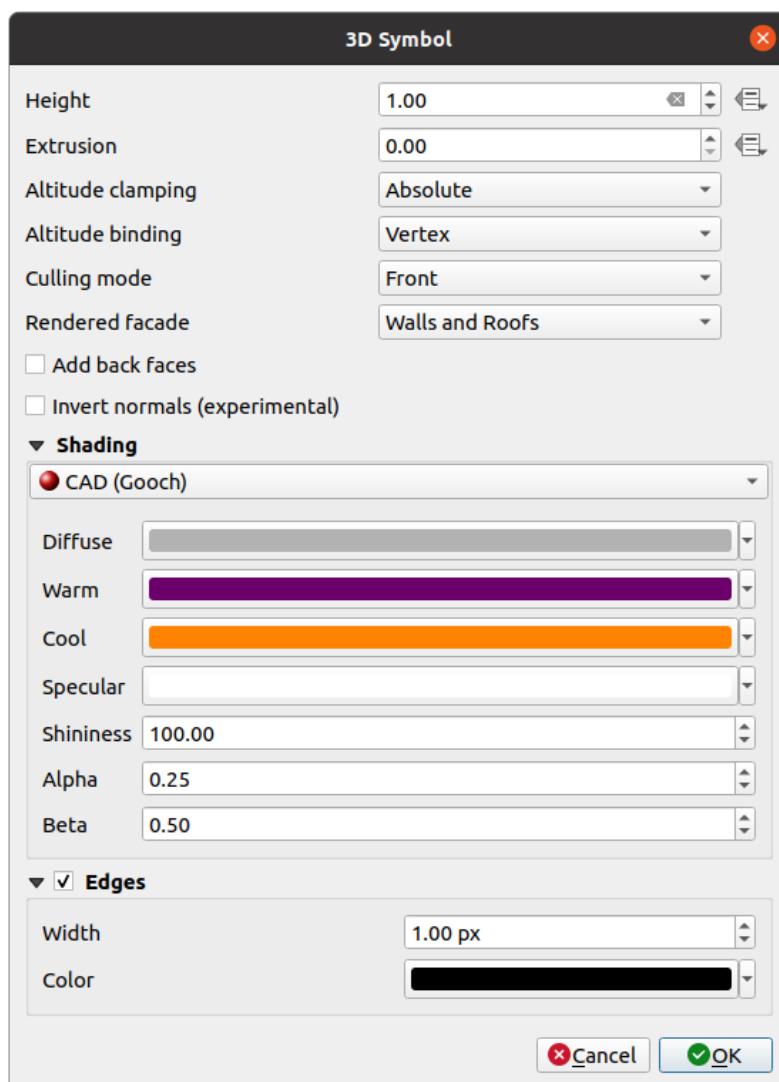 3D Symbol
Height 1.00
Extrusion 0.00
Altitude clamping Absolute
Altitude binding Vertex
Culling mode Front
Rendered facade Walls and Roofs
Add back faces
Invert normals (experimental)
Shading
CAD (Gooch)
Diffuse
Warm
Cool
Specular
Shininess 100.00
Alpha 0.25
Beta 0.50
Edges
Width 1.00 px
Color
Cancel OK